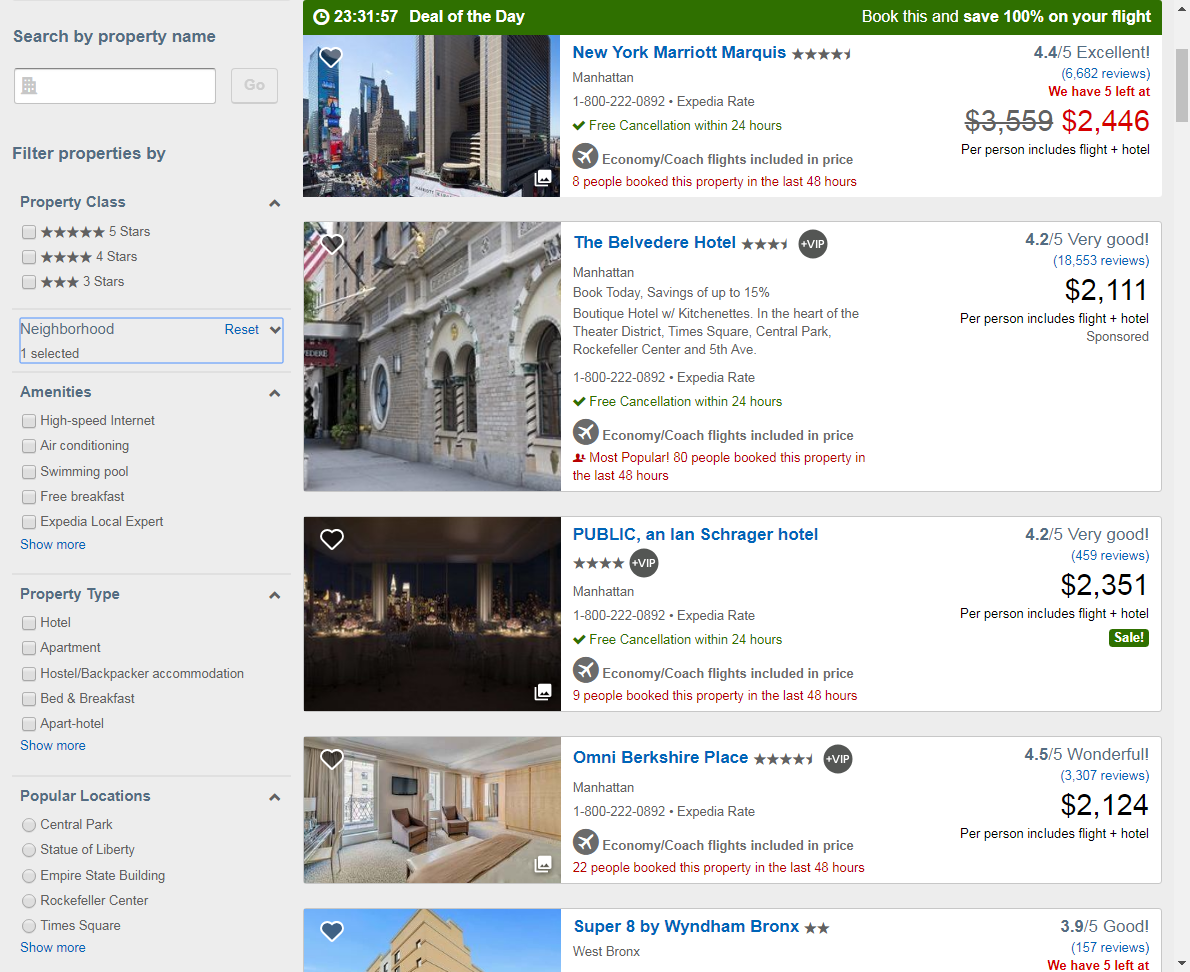 Search by property name
Go
Filter properties by
Property Class
5 Stars
4 Stars
3 Stars
Neighborhood Reset
1 selected
Amenities
High-speed Internet
Air conditioning
Swimming pool
Free breakfast
Expedia Local Expert
Show more
Property Type
Hotel
Apartment
Hostel/Backpacker accommodation
Bed & Breakfast
Apart-hotel
Show more
Popular Locations
Central Park
Statue of Liberty
Empire State Building
Rockefeller Center
Times Square
Show more
23:31:57 Deal of the Day Book this and save 100% on your flight
New York Marriott Marquis
Manhattan
1-800-222-0892 • Expedia Rate
Free Cancellation within 24 hours
Economy/Coach flights included in price
8 people booked this property in the last 48 hours
4.4/5 Excellent!
(6,682 reviews)
We have 5 left at
$3,559 $2,446
Per person includes flight + hotel
The Belvedere Hotel +VIP
Manhattan
Book Today, Savings of up to 15%
Boutique Hotel w/ Kitchenettes. In the heart of the
Theater District, Times Square, Central Park,
Rockefeller Center and 5th Ave.
1-800-222-0892 • Expedia Rate
Free Cancellation within 24 hours
Economy/Coach flights included in price
Most Popular! 80 people booked this property in
the last 48 hours
4.2/5 Very good!
(18,553 reviews)
$2,111
Per person includes flight + hotel
Sponsored
PUBLIC, an Ian Schrager hotel
+VIP
Manhattan
1-800-222-0892 • Expedia Rate
Free Cancellation within 24 hours
Economy/Coach flights included in price
9 people booked this property in the last 48 hours
4.2/5 Very good!
(459 reviews)
$2,351
Per person includes flight + hotel
Sale!
Omni Berkshire Place +VIP
Manhattan
1-800-222-0892 • Expedia Rate
Economy/Coach flights included in price
22 people booked this property in the last 48 hours
4.5/5 Wonderful!
(3,307 reviews)
$2,124
Per person includes flight + hotel
Super 8 by Wyndham Bronx
West Bronx
3.9/5 Good!
(157 reviews)
We have 5 left at